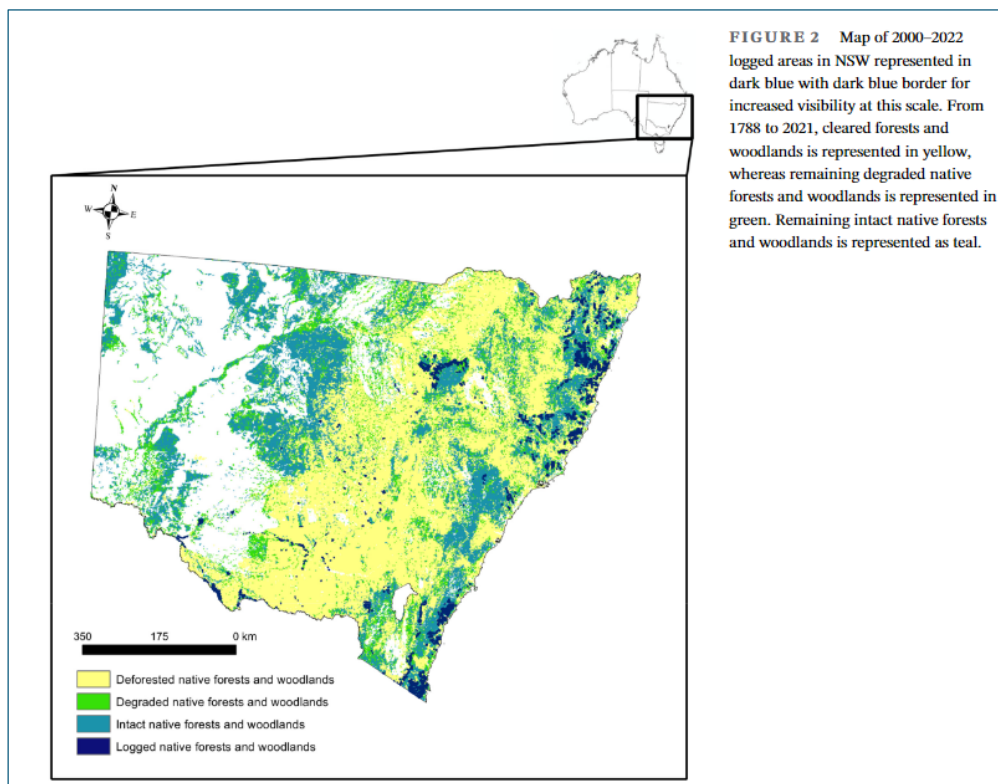 FIGURE 2 Map of 2000–2022
logged areas in NSW represented in
dark blue with dark blue border for
increased visibility at this scale. From
1788 to 2021, cleared forests and
woodlands is represented in yellow,
whereas remaining degraded native
forests and woodlands is represented in
green. Remaining intact native forests
and woodlands is represented as teal.
N
W E
S
350 175 0 km
Deforested native forests and woodlands
Degraded native forests and woodlands
Intact native forests and woodlands
Logged native forests and woodlands